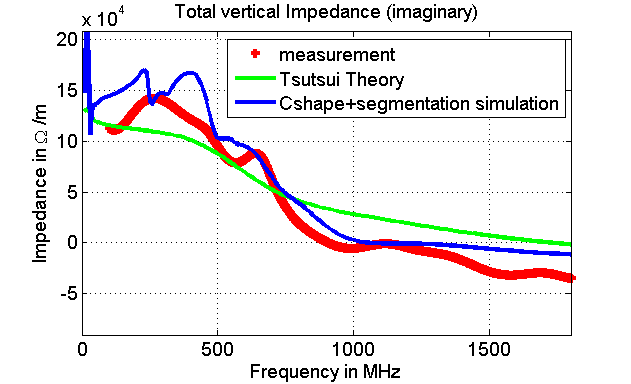 Total vertical Impedance (imaginary)
x 10^4
20
15
10
5
0
-5
Impedance in Ω /m
measurement
Tsutsui Theory
Cshape+segmentation simulation
0 500 1000 1500
Frequency in MHz